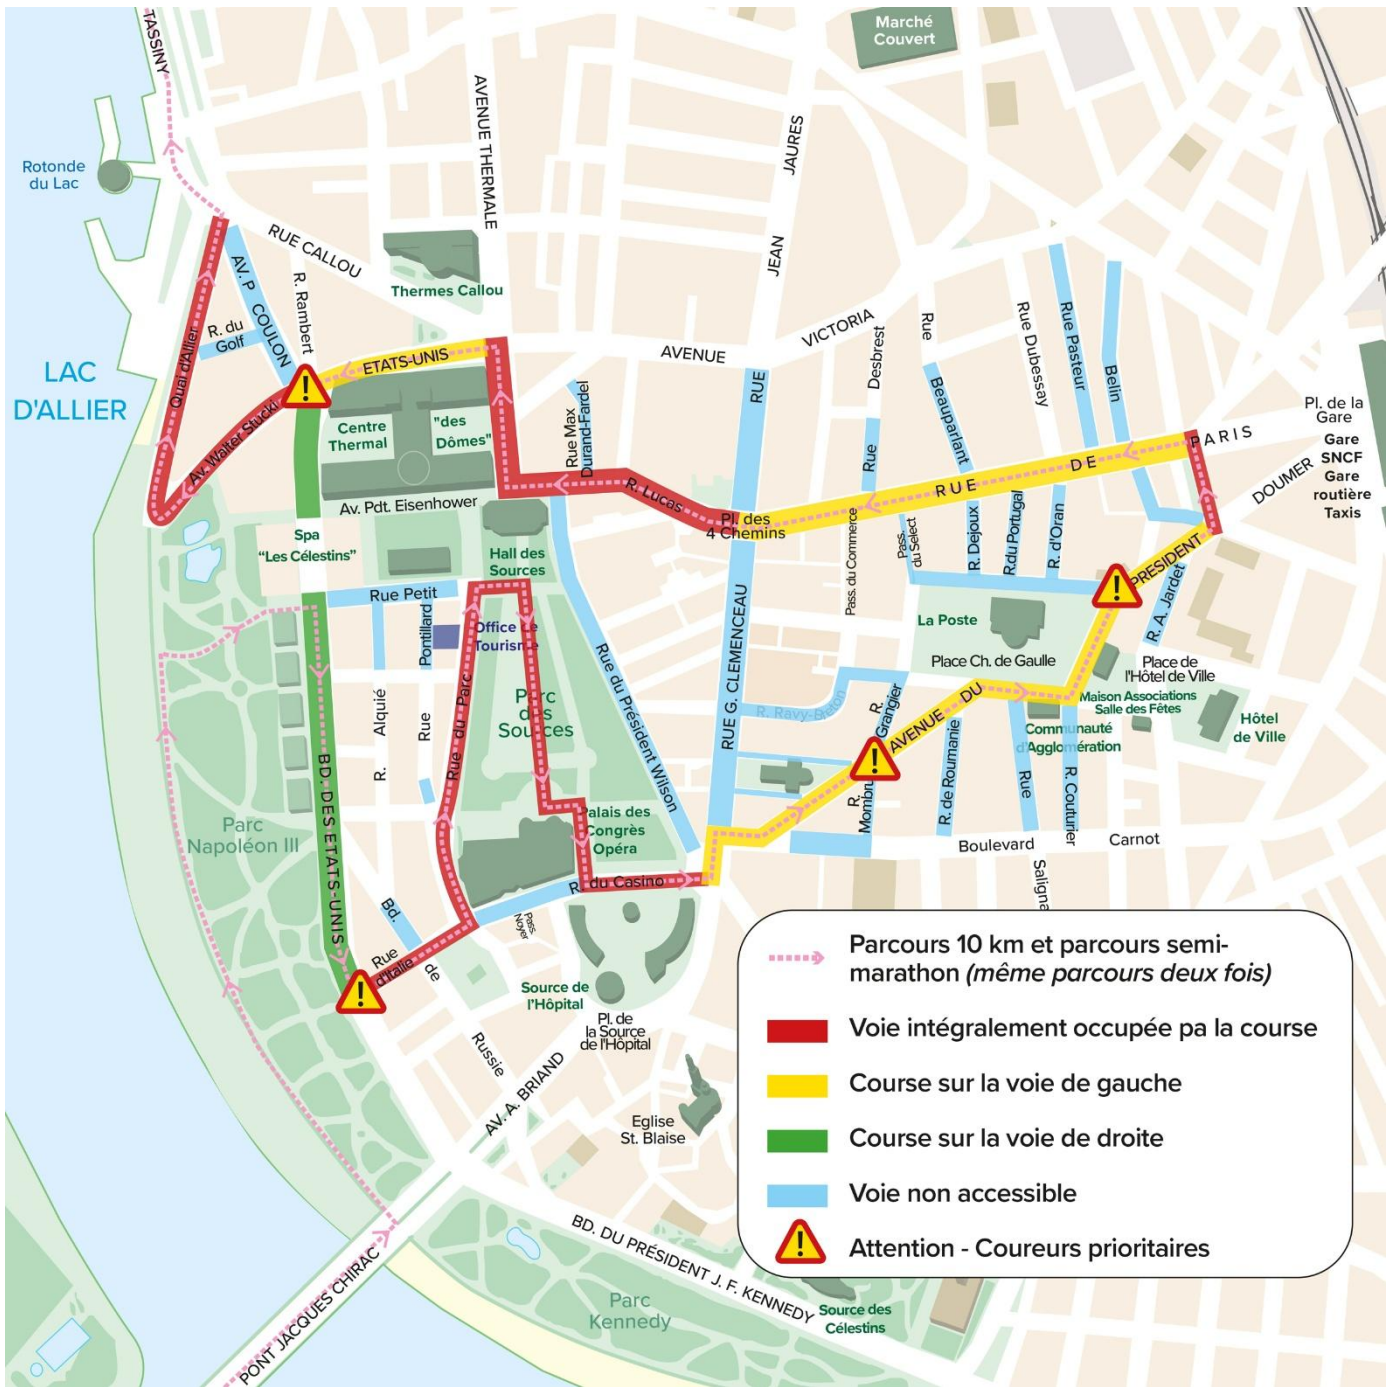 TASSINY
Marché
Couvert
AVENUE THERMALE
JAURES
JEAN
Rotonde
du Lac
RUE CALLOU
Thermes Callou
AV. P
COULON
R. Rambert
R. du
Golf
Quai d'Allier
LAC
D'ALLIER
ETATS-UNIS
AVENUE
VICTORIA
RUE
Desbrest
Rue
Rue
Beauparlant
Rue Dubessay
Rue Pasteur
Belin
Pl. de la
Gare
Gare
SNCF
Gare
routière
Taxis
Av. Walter Stucki
Centre
Thermal
"des
Dômes"
Rue Max
Durand-Fardel
RUE
DE
PARIS
DOUMER
R. Lucas
Av. Pdt. Eisenhower
Pl. des
4 Chemins
Pass. du Commerce
Pass.
du Sélect
R. Dejoux
R. du Portugal
R. d'Oran
PRESIDENT
R. A. Jardet
Spa
"Les Célestins"
Hall des
Sources
Rue Petit
Pontillard
Rue
Office de
Tourisme
RUE G. CLEMENCEAU
La Poste
Place Ch. de Gaulle
Place de
l'Hôtel de Ville
Maison Associations
Salle des Fêtes
Hôtel
de Ville
Communauté
d'Agglomération
R. Ravy-Breton
R.
Grangier
AVENUE
DU
Rue du Président Wilson
Parc
des
Sources
Rue du Parc
R. Alquié
BD. DES ETATS-UNIS
Parc
Napoléon III
Palais des
Congrès
Opéra
R. du Casino
R.
R. de Roumanie
Rue
Saligna
R. Couturier
Boulevard
Carnot
Bd.
de
Russie
Rue
d'Italie
Pass.
Noyer
Source de
l'Hôpital
Pl. de
la Source
de l'Hôpital
AV. A. BRIAND
Eglise
St. Blaise
PONT JACQUES CHIRAC
BD. DU PRÉSIDENT J. F. KENNEDY
Parc
Kennedy
Source des
Célestins
Parcours 10 km et parcours semi-
marathon (même parcours deux fois)
Voie intégralement occupée pa la course
Course sur la voie de gauche
Course sur la voie de droite
Voie non accessible
Attention - Coureurs prioritaires